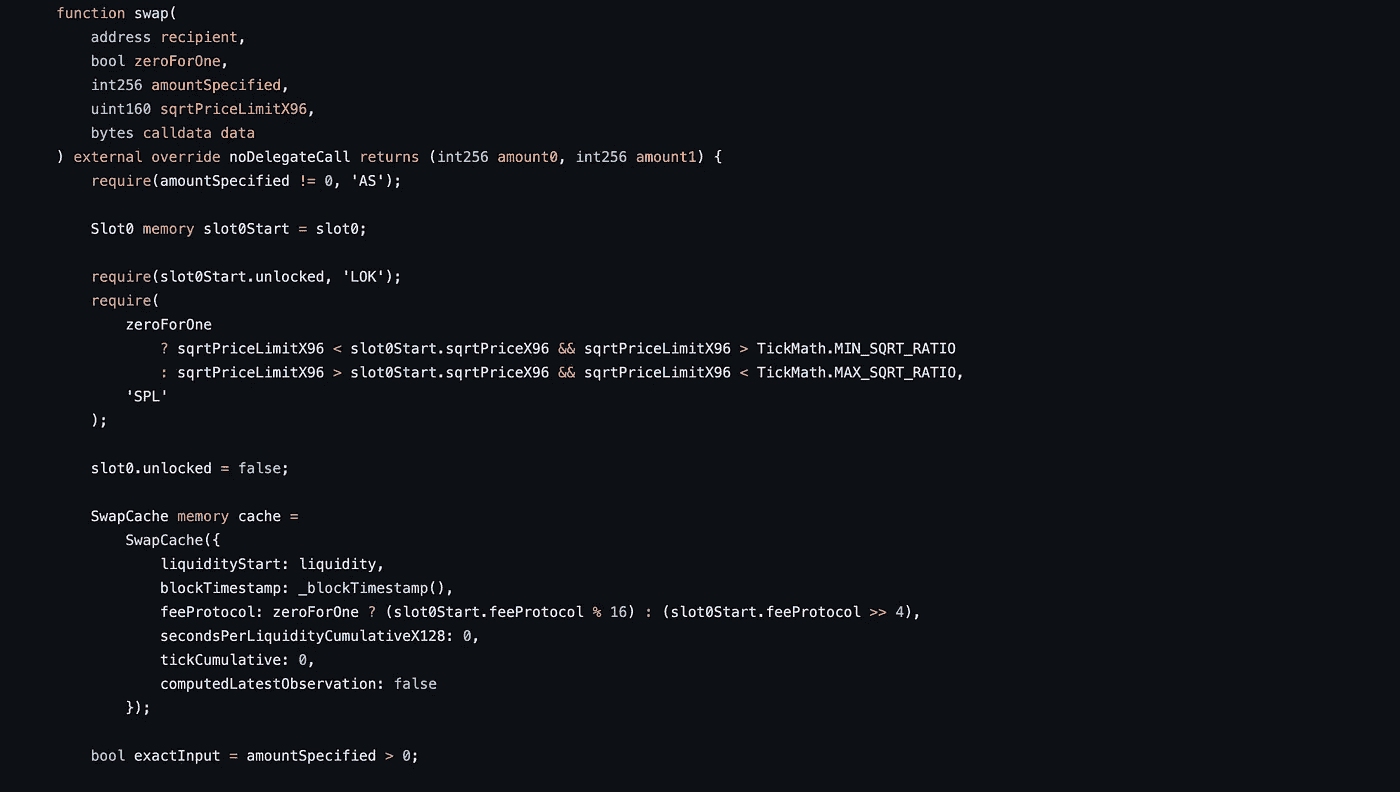 function swap(
    address recipient,
    bool zeroForOne,
    int256 amountSpecified,
    uint160 sqrtPriceLimitX96,
    bytes calldata data
) external override noDelegateCall returns (int256 amount0, int256 amount1) {
    require(amountSpecified != 0, 'AS');

    Slot0 memory slot0Start = slot0;

    require(slot0Start.unlocked, 'LOK');
    require(
        zeroForOne
            ? sqrtPriceLimitX96 < slot0Start.sqrtPriceX96 && sqrtPriceLimitX96 > TickMath.MIN_SQRT_RATIO
            : sqrtPriceLimitX96 > slot0Start.sqrtPriceX96 && sqrtPriceLimitX96 < TickMath.MAX_SQRT_RATIO,
        'SPL'
    );

    slot0.unlocked = false;

    SwapCache memory cache =
        SwapCache({
            liquidityStart: liquidity,
            blockTimestamp: _blockTimestamp(),
            feeProtocol: zeroForOne ? (slot0Start.feeProtocol % 16) : (slot0Start.feeProtocol >> 4),
            secondsPerLiquidityCumulativeX128: 0,
            tickCumulative: 0,
            computedLatestObservation: false
        });

    bool exactInput = amountSpecified > 0;